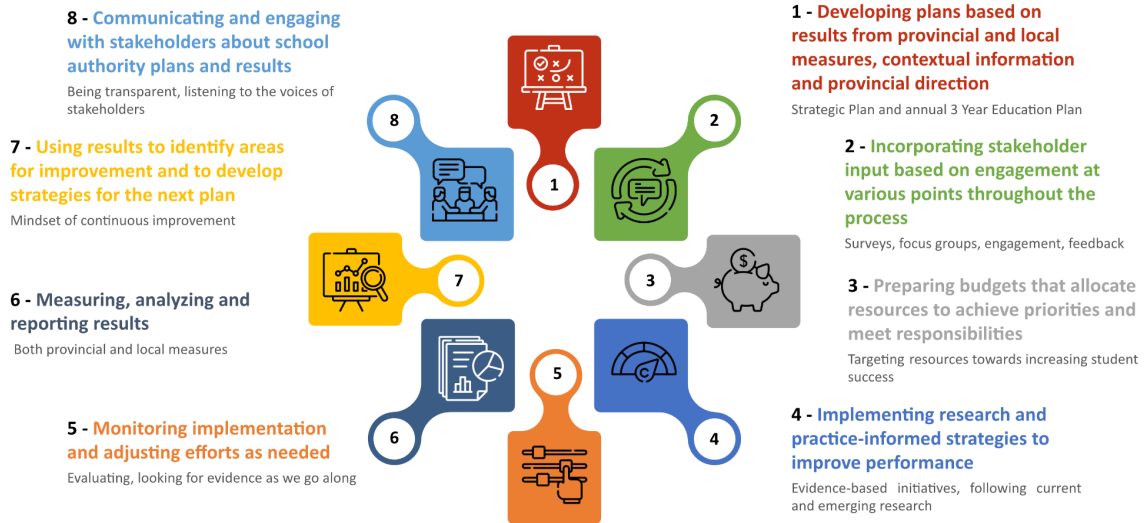 1 - Developing plans based on
results from provincial and local
measures, contextual information
and provincial direction
Strategic Plan and annual 3 Year Education Plan
2 - Incorporating stakeholder
input based on engagement at
various points throughout the
process
Surveys, focus groups, engagement, feedback
3 - Preparing budgets that allocate
resources to achieve priorities and
meet responsibilities
Targeting resources towards increasing student
success
4 - Implementing research and
practice-informed strategies to
improve performance
Evidence-based initiatives, following current
and emerging research
5 - Monitoring implementation
and adjusting efforts as needed
Evaluating, looking for evidence as we go along
6 - Measuring, analyzing and
reporting results
Both provincial and local measures
7 - Using results to identify areas
for improvement and to develop
strategies for the next plan
Mindset of continuous improvement
8 - Communicating and engaging
with stakeholders about school
authority plans and results
Being transparent, listening to the voices of
stakeholders
1
2
3
$
4
C
5
6
7
8